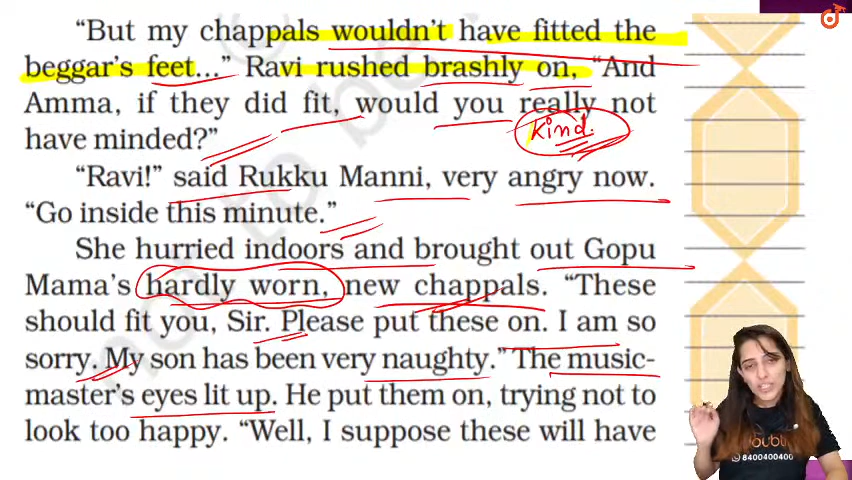 "But my chappals wouldn't have fitted the
beggar's feet..." Ravi rushed brashly on, "And
Amma, if they did fit, would you really not
have minded?"
Kind.
"Ravi!" said Rukku Manni, very angry now.
"Go inside this minute."
She hurried indoors and brought out Gopu
Mama's hardly worn, new chappals. "These
should fit you, Sir. Please put these on. I am so
sorry. My son has been very naughty." The music-
master's eyes lit up. He put them on, trying not to
look too happy. "Well, I suppose these will have
8400400400